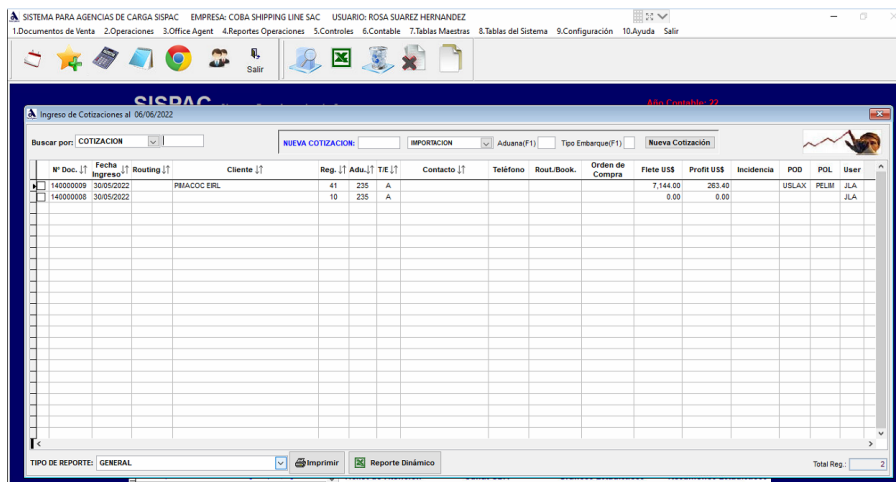 SISTEMA PARA AGENCIAS DE CARGA SISPAC EMPRESA: COBA SHIPPING LINE SAC USUARIO: ROSA SUAREZ HERNANDEZ
1.Documentos de Venta 2.Operaciones 3.Office Agent 4.Reportes Operaciones 5.Controles 6.Contable 7.Tablas Maestras 8.Tablas del Sistema 9.Configuración 10.Ayuda Salir
Salir
SISPAC
Año Contable: 22
Ingreso de Cotizaciones al 06/06/2022
Buscar por: COTIZACION NUEVA COTIZACION: IMPORTACION Aduana(F1) Tipo Embarque(F1) Nueva Cotización
Nº Doc. Fecha Ingreso Routing Cliente Reg. Adu. T/E Contacto Teléfono Rout./Book. Orden de Compra Flete US$ Profit US$ Incidencia POD POL User
140000009 30/05/2022 PIMACOC EIRL 41 235 A 7,144.00 263.40 USLAX PELIM JLA
140000008 30/05/2022 10 235 A 0.00 0.00 JLA
TIPO DE REPORTE: GENERAL Imprimir Reporte Dinámico Total Reg.: 2